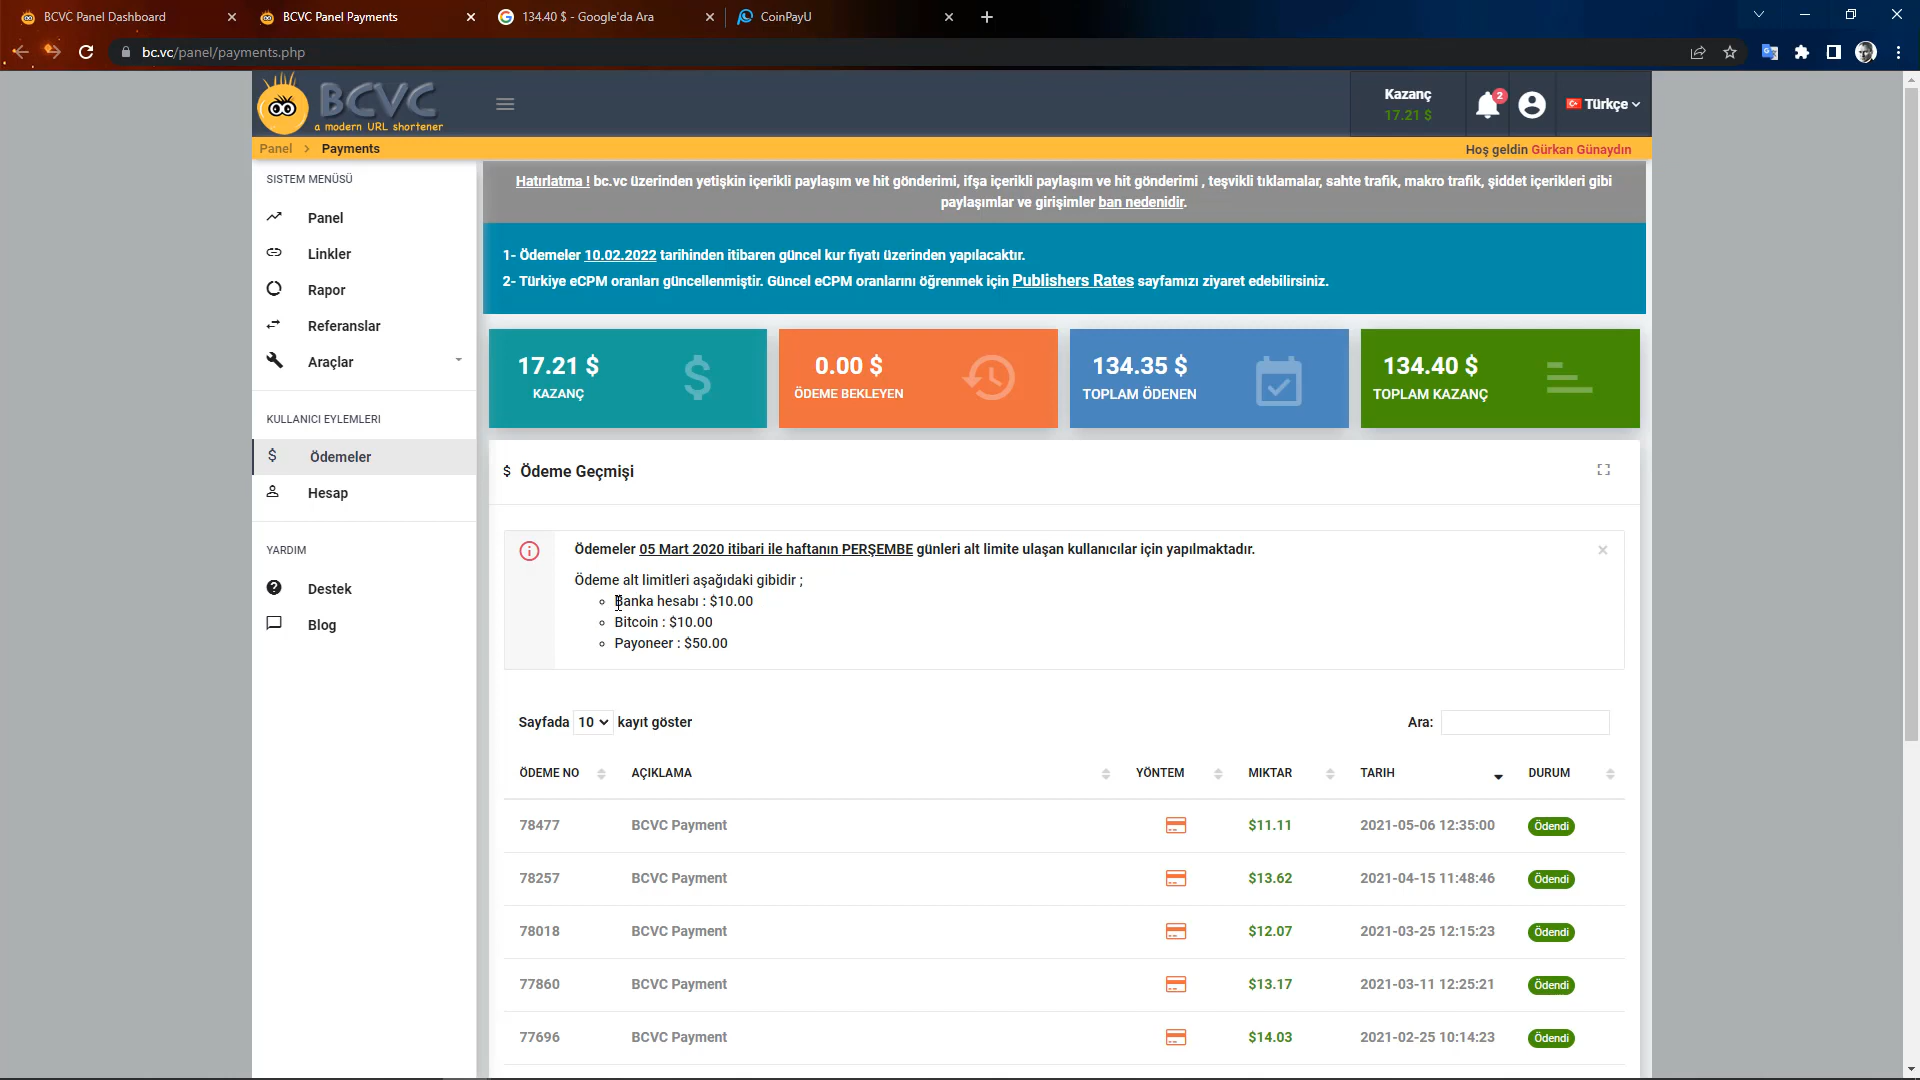 BCVC Panel Dashboard
BCVC Panel Payments
134.40 $ - Google'da Ara
CoinPayU
bc.vc/panel/payments.php
BCVC
a modern URL shortener
Kazanç
17.21 $
2
Türkçe
Panel > Payments
Hoş geldin Gürkan Günaydın
SISTEM MENÜSÜ
Panel
Linkler
Rapor
Referanslar
Araçlar
KULLANICI EYLEMLERI
$ Ödemeler
Hesap
YARDIM
Destek
Blog
Hatırlatma ! bc.vc üzerinden yetişkin içerikli paylaşım ve hit gönderimi, ifşa içerikli paylaşım ve hit gönderimi , teşvikli tıklamalar, sahte trafik, makro trafik, şiddet içerikleri gibi
paylaşımlar ve girişimler ban nedenidir.
1- Ödemeler 10.02.2022 tarihinden itibaren güncel kur fiyatı üzerinden yapılacaktır.
2- Türkiye eCPM oranları güncellenmiştir. Güncel eCPM oranlarını öğrenmek için Publishers Rates sayfamızı ziyaret edebilirsiniz.
17.21 $
KAZANÇ
$
0.00 $
ÖDEME BEKLEYEN
134.35 $
TOPLAM ÖDENEN
134.40 $
TOPLAM KAZANÇ
$ Ödeme Geçmişi
Ödemeler 05 Mart 2020 itibari ile haftanın PERŞEMBE günleri alt limite ulaşan kullanıcılar için yapılmaktadır.
Ödeme alt limitleri aşağıdaki gibidir ;
Banka hesabı : $10.00
Bitcoin : $10.00
Payoneer : $50.00
Sayfada 10 kayıt göster
Ara:
ÖDEME NO AÇIKLAMA YÖNTEM MIKTAR TARIH DURUM
78477 BCVC Payment $11.11 2021-05-06 12:35:00 Ödendi
78257 BCVC Payment $13.62 2021-04-15 11:48:46 Ödendi
78018 BCVC Payment $12.07 2021-03-25 12:15:23 Ödendi
77860 BCVC Payment $13.17 2021-03-11 12:25:21 Ödendi
77696 BCVC Payment $14.03 2021-02-25 10:14:23 Ödendi